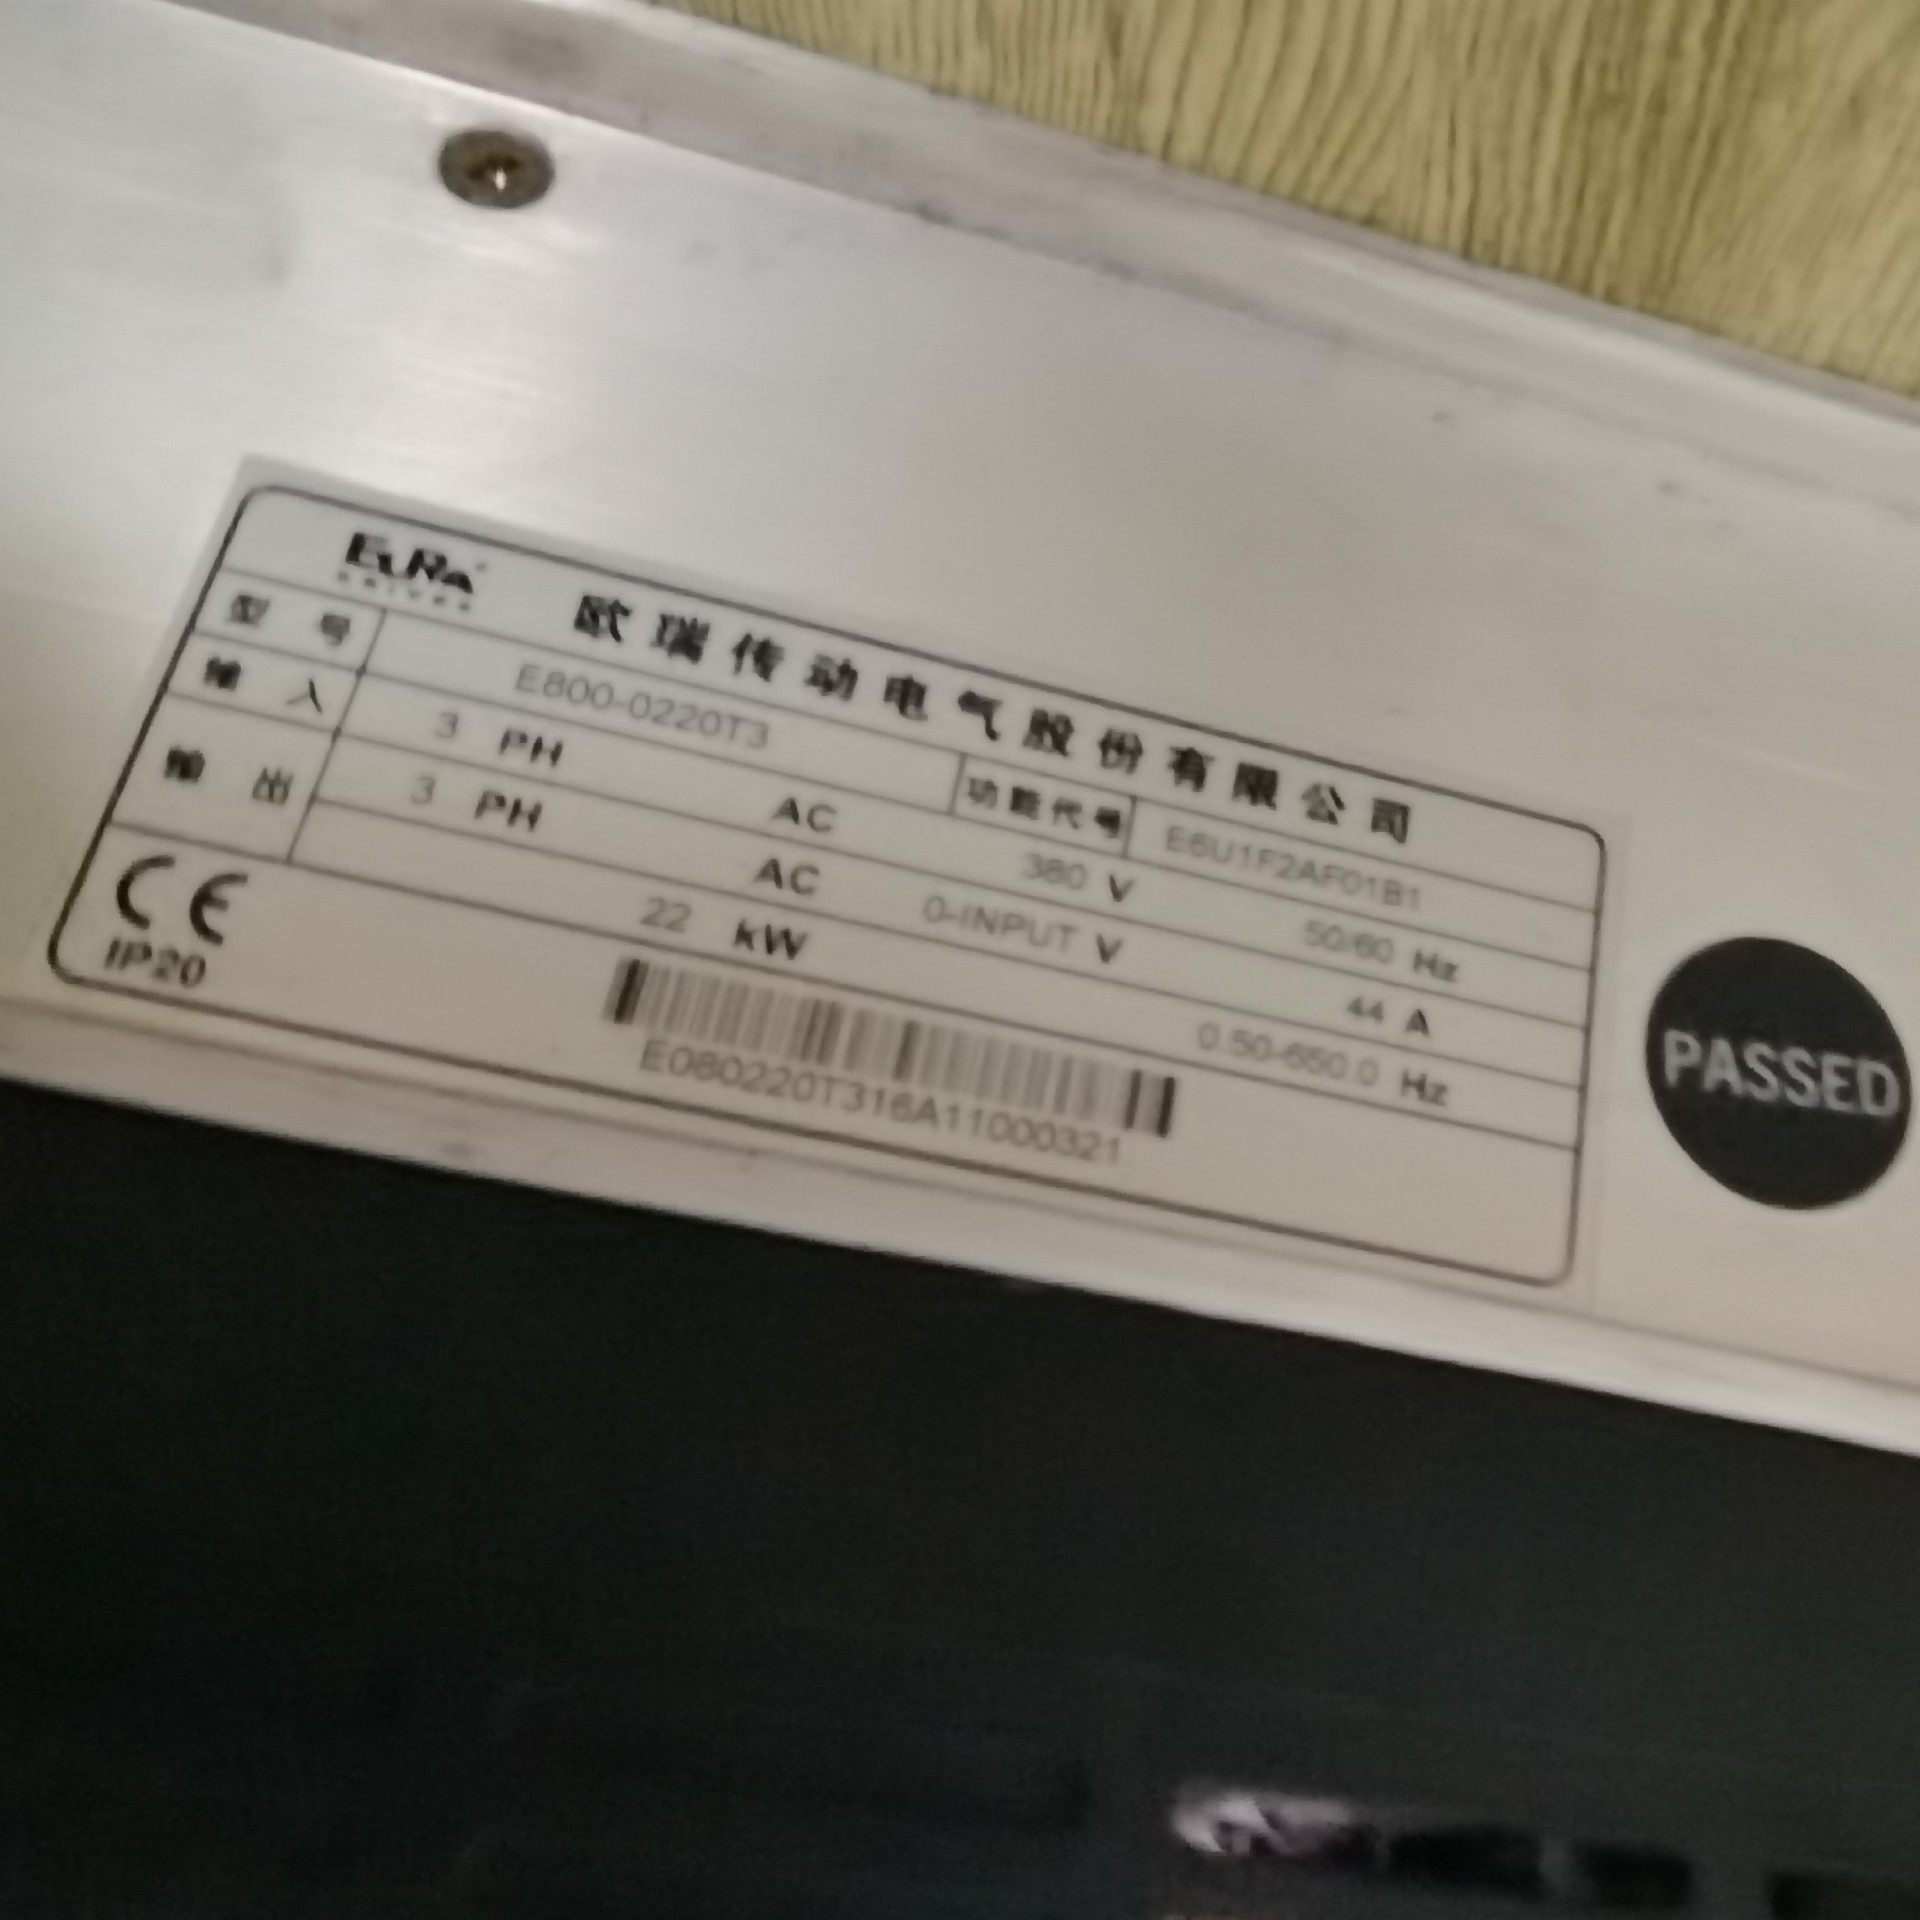 EURA 欧瑞传动电气股份有限公司
DRIVES
型号 E800-0220T3 功能代号 E6U1F2AF01B1
输入 3 PH AC 380 V 50/60 Hz
输出 3 PH AC 0-INPUT V 44 A
22 kW 0.50-650.0 Hz
CE
IP20
E080220T316A11000321
PASSED